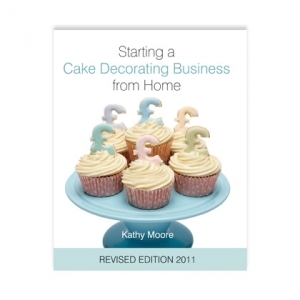 Starting a
Cake Decorating Business
from Home
£ £ £
£ £ £
Kathy Moore
REVISED EDITION 2011